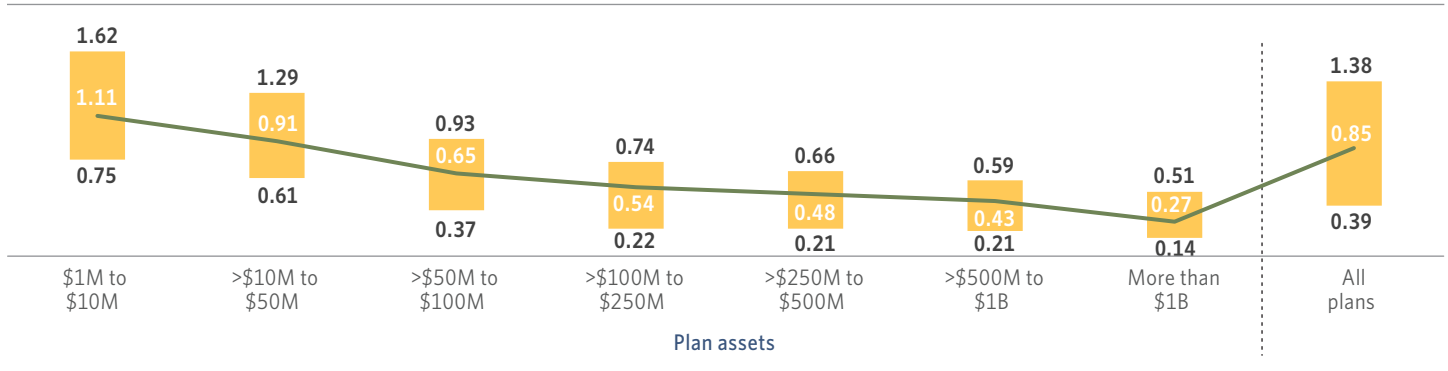 1.62
1.11
0.75
1.29
0.91
0.61
0.93
0.65
0.37
0.74
0.54
0.22
0.66
0.48
0.21
0.59
0.43
0.21
0.51
0.27
0.14
1.38
0.85
0.39
$1M to
$10M
>$10M to
$50M
>$50M to
$100M
>$100M to
$250M
>$250M to
$500M
>$500M to
$1B
More than
$1B
All
plans
Plan assets